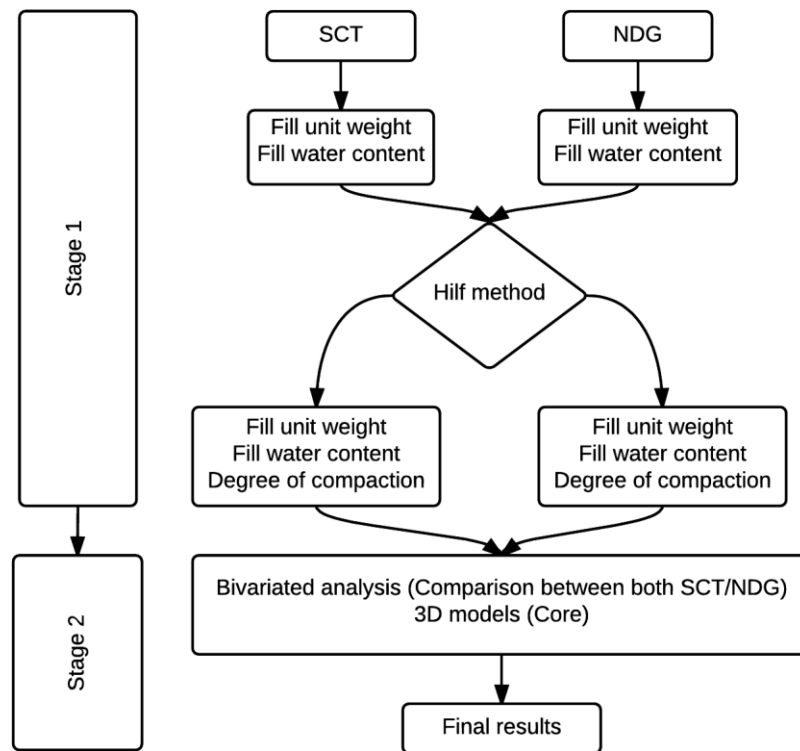 SCT
NDG
Fill unit weight
Fill water content
Fill unit weight
Fill water content
Stage 1
Hilf method
Fill unit weight
Fill water content
Degree of compaction
Fill unit weight
Fill water content
Degree of compaction
Stage 2
Bivariated analysis (Comparison between both SCT/NDG)
3D models (Core)
Final results